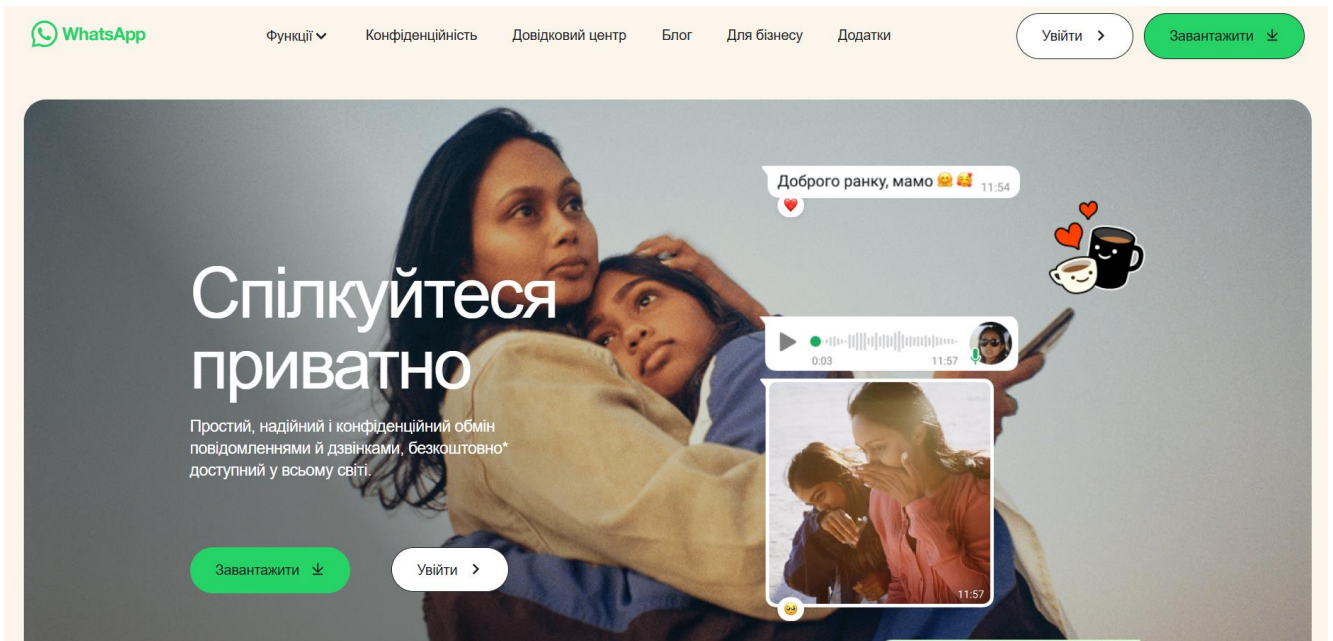 WhatsApp
Функції
Конфіденційність
Довідковий центр
Блог
Для бізнесу
Додатки
Увійти
Завантажити
Доброго ранку, мамо 🤗 🥰 11:54
Спілкуйтеся
приватно
0:03 11:57
Простий, надійний і конфіденційний обмін
повідомленнями й дзвінками, безкоштовно*
доступний у всьому світі.
Завантажити
Увійти
11:57